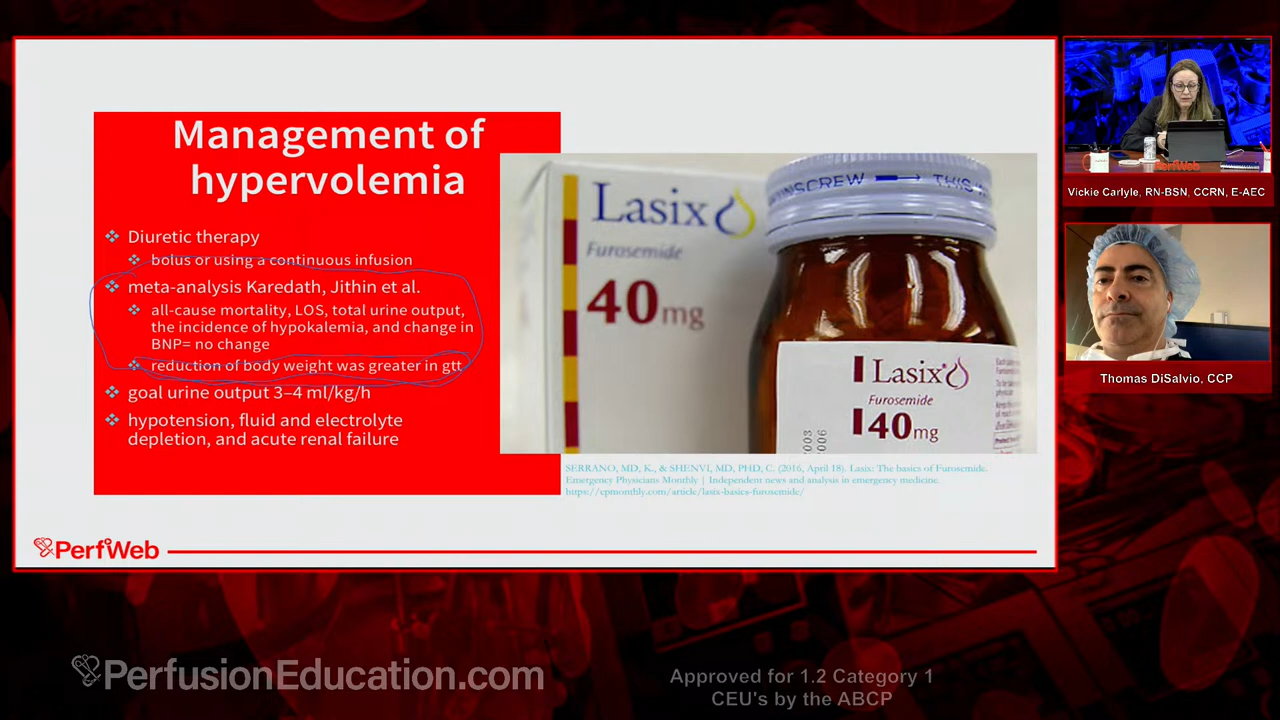 Management of
hypervolemia
Diuretic therapy
bolus or using a continuous infusion
meta-analysis Karedath, Jithin et al.
all-cause mortality, LOS, total urine output,
the incidence of hypokalemia, and change in
BNP= no change
reduction of body weight was greater in gtt
goal urine output 3–4 ml/kg/h
hypotension, fluid and electrolyte
depletion, and acute renal failure
Lasix
Furosemide
40mg
UNSCREW THIS
Lasix
Furosemide
40mg
SERRANO, MD, K., & SHENVI, MD, PHD, C. (2016, April 18). Lasix: The basics of Furosemide.
Emergency Physicians Monthly | Independent news and analysis in emergency medicine.
https://epmonthly.com/article/lasix-basics-furosemide/
PerfWeb
PerfWeb
Vickie Carlyle, RN-BSN, CCRN, E-AEC
Thomas DiSalvio, CCP
PerfusionEducation.com
Approved for 1.2 Category 1
CEU's by the ABCP